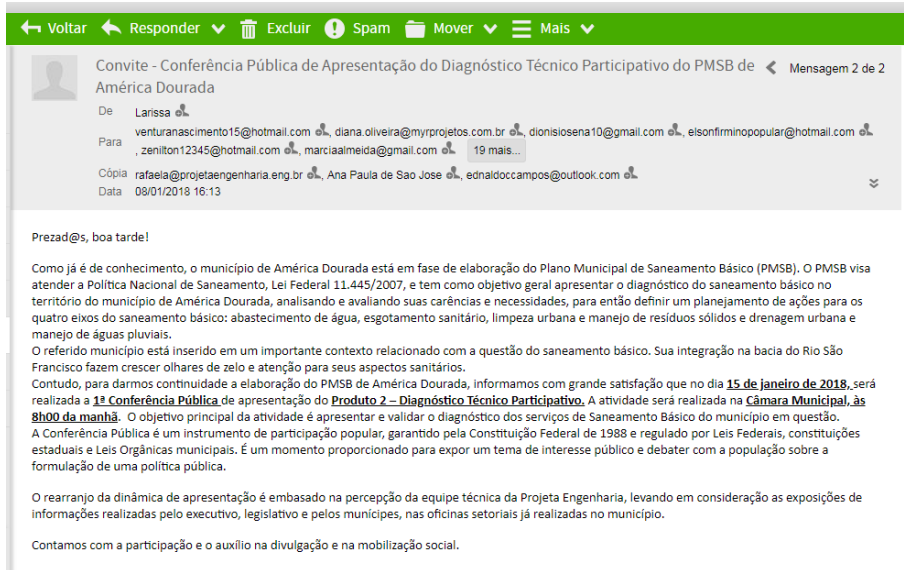 Voltar Responder Excluir Spam Mover Mais
Convite - Conferência Pública de Apresentação do Diagnóstico Técnico Participativo do PMSB de América Dourada
Mensagem 2 de 2
De Larissa
Para venturanascimento15@hotmail.com , diana.oliveira@myrprojetos.com.br , dionisiosena10@gmail.com , elsonfirminopopular@hotmail.com
, zenilton12345@hotmail.com , marciaalmeida@gmail.com 19 mais...
Cópia rafaela@projetaengenharia.eng.br , Ana Paula de Sao Jose , ednaldoccampos@outlook.com
Data 08/01/2018 16:13
Prezad@s, boa tarde!
Como já é de conhecimento, o município de América Dourada está em fase de elaboração do Plano Municipal de Saneamento Básico (PMSB). O PMSB visa
atender a Política Nacional de Saneamento, Lei Federal 11.445/2007, e tem como objetivo geral apresentar o diagnóstico do saneamento básico no
território do município de América Dourada, analisando e avaliando suas carências e necessidades, para então definir um planejamento de ações para os
quatro eixos do saneamento básico: abastecimento de água, esgotamento sanitário, limpeza urbana e manejo de resíduos sólidos e drenagem urbana e
manejo de águas pluviais.
O referido município está inserido em um importante contexto relacionado com a questão do saneamento básico. Sua integração na bacia do Rio São
Francisco fazem crescer olhares de zelo e atenção para seus aspectos sanitários.
Contudo, para darmos continuidade a elaboração do PMSB de América Dourada, informamos com grande satisfação que no dia 15 de janeiro de 2018, será
realizada a 1ª Conferência Pública de apresentação do Produto 2 – Diagnóstico Técnico Participativo. A atividade será realizada na Câmara Municipal, às
8h00 da manhã. O objetivo principal da atividade é apresentar e validar o diagnóstico dos serviços de Saneamento Básico do município em questão.
A Conferência Pública é um instrumento de participação popular, garantido pela Constituição Federal de 1988 e regulado por Leis Federais, constituições
estaduais e Leis Orgânicas municipais. É um momento proporcionado para expor um tema de interesse público e debater com a população sobre a
formulação de uma política pública.
O rearranjo da dinâmica de apresentação é embasado na percepção da equipe técnica da Projeta Engenharia, levando em consideração as exposições de
informações realizadas pelo executivo, legislativo e pelos munícipes, nas oficinas setoriais já realizadas no município.
Contamos com a participação e o auxílio na divulgação e na mobilização social.